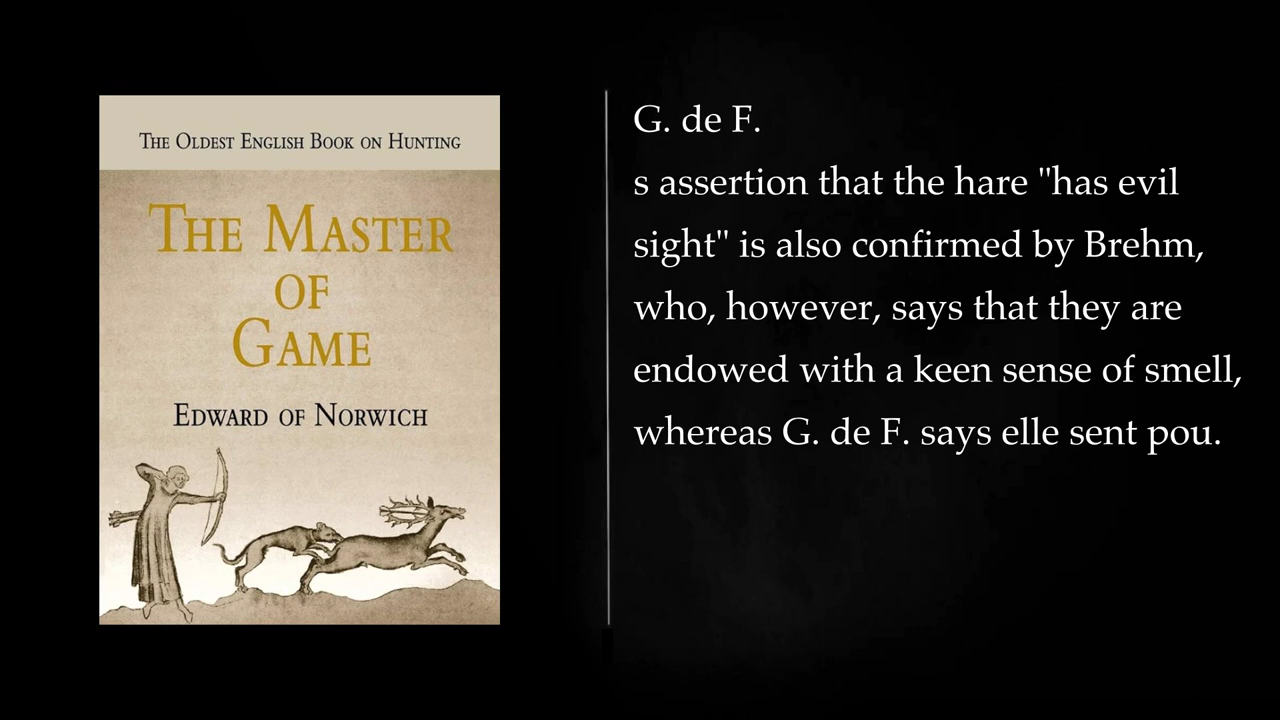 The Oldest English Book on Hunting
The Master
of
Game
Edward of Norwich
G. de F.
s assertion that the hare "has evil
sight" is also confirmed by Brehm,
who, however, says that they are
endowed with a keen sense of smell,
whereas G. de F. says elle sent pou.